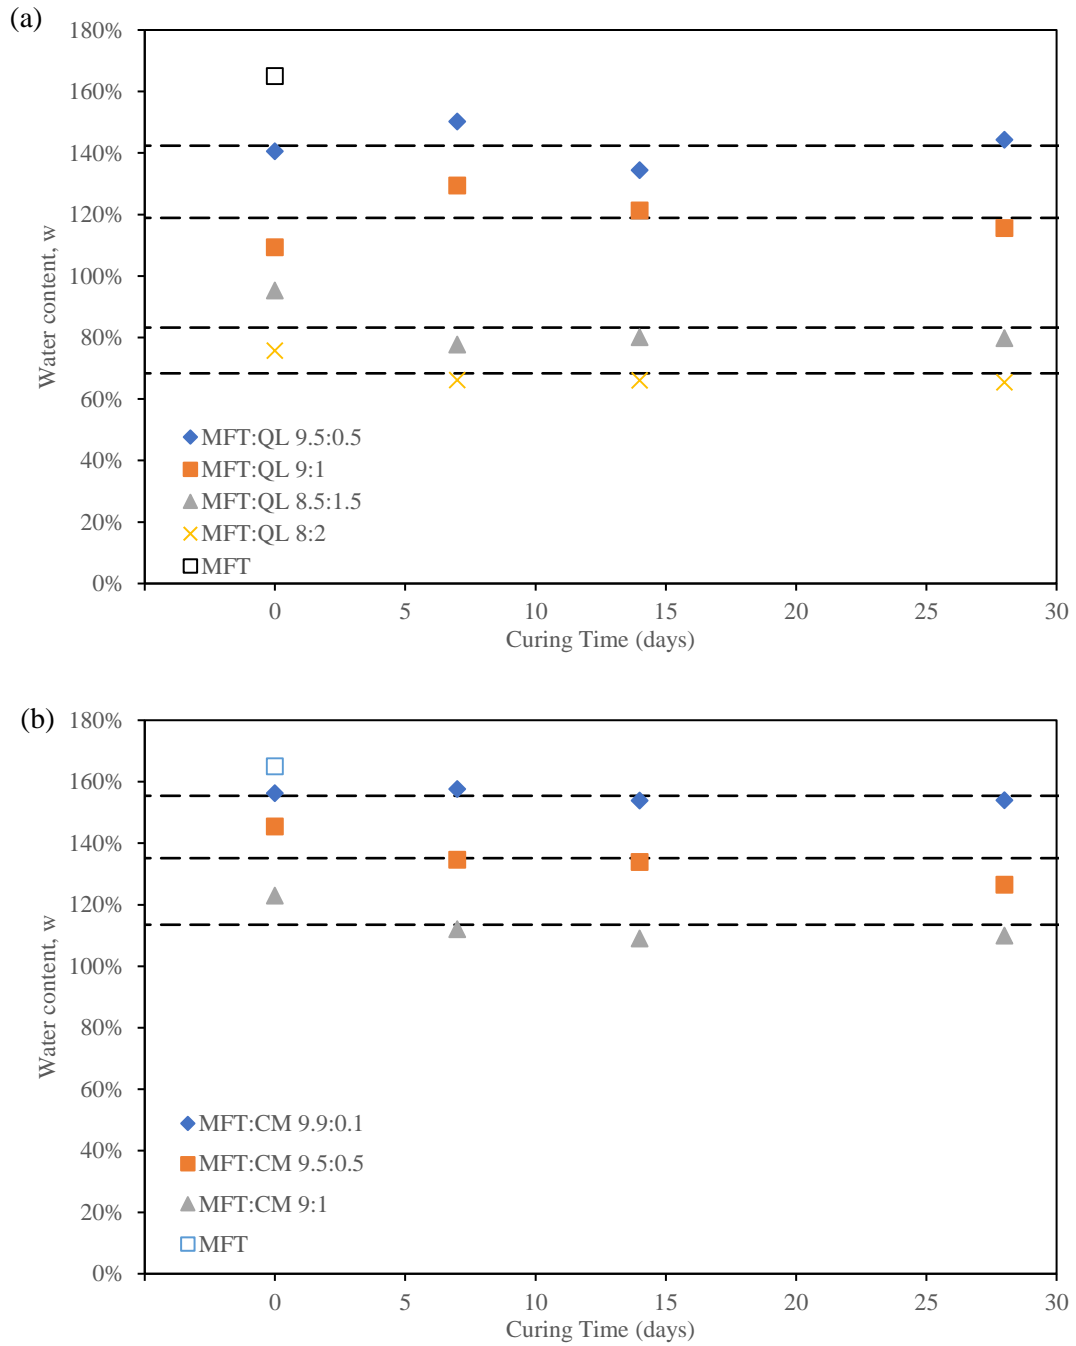 (a)
180%
160%
140%
120%
100%
80%
60%
40%
20%
0%
Water content, w
MFT:QL 9.5:0.5
MFT:QL 9:1
MFT:QL 8.5:1.5
MFT:QL 8:2
MFT
0 5 10 15 20 25 30
Curing Time (days)
(b)
180%
160%
140%
120%
100%
80%
60%
40%
20%
0%
Water content, w
MFT:CM 9.9:0.1
MFT:CM 9.5:0.5
MFT:CM 9:1
MFT
0 5 10 15 20 25 30
Curing Time (days)